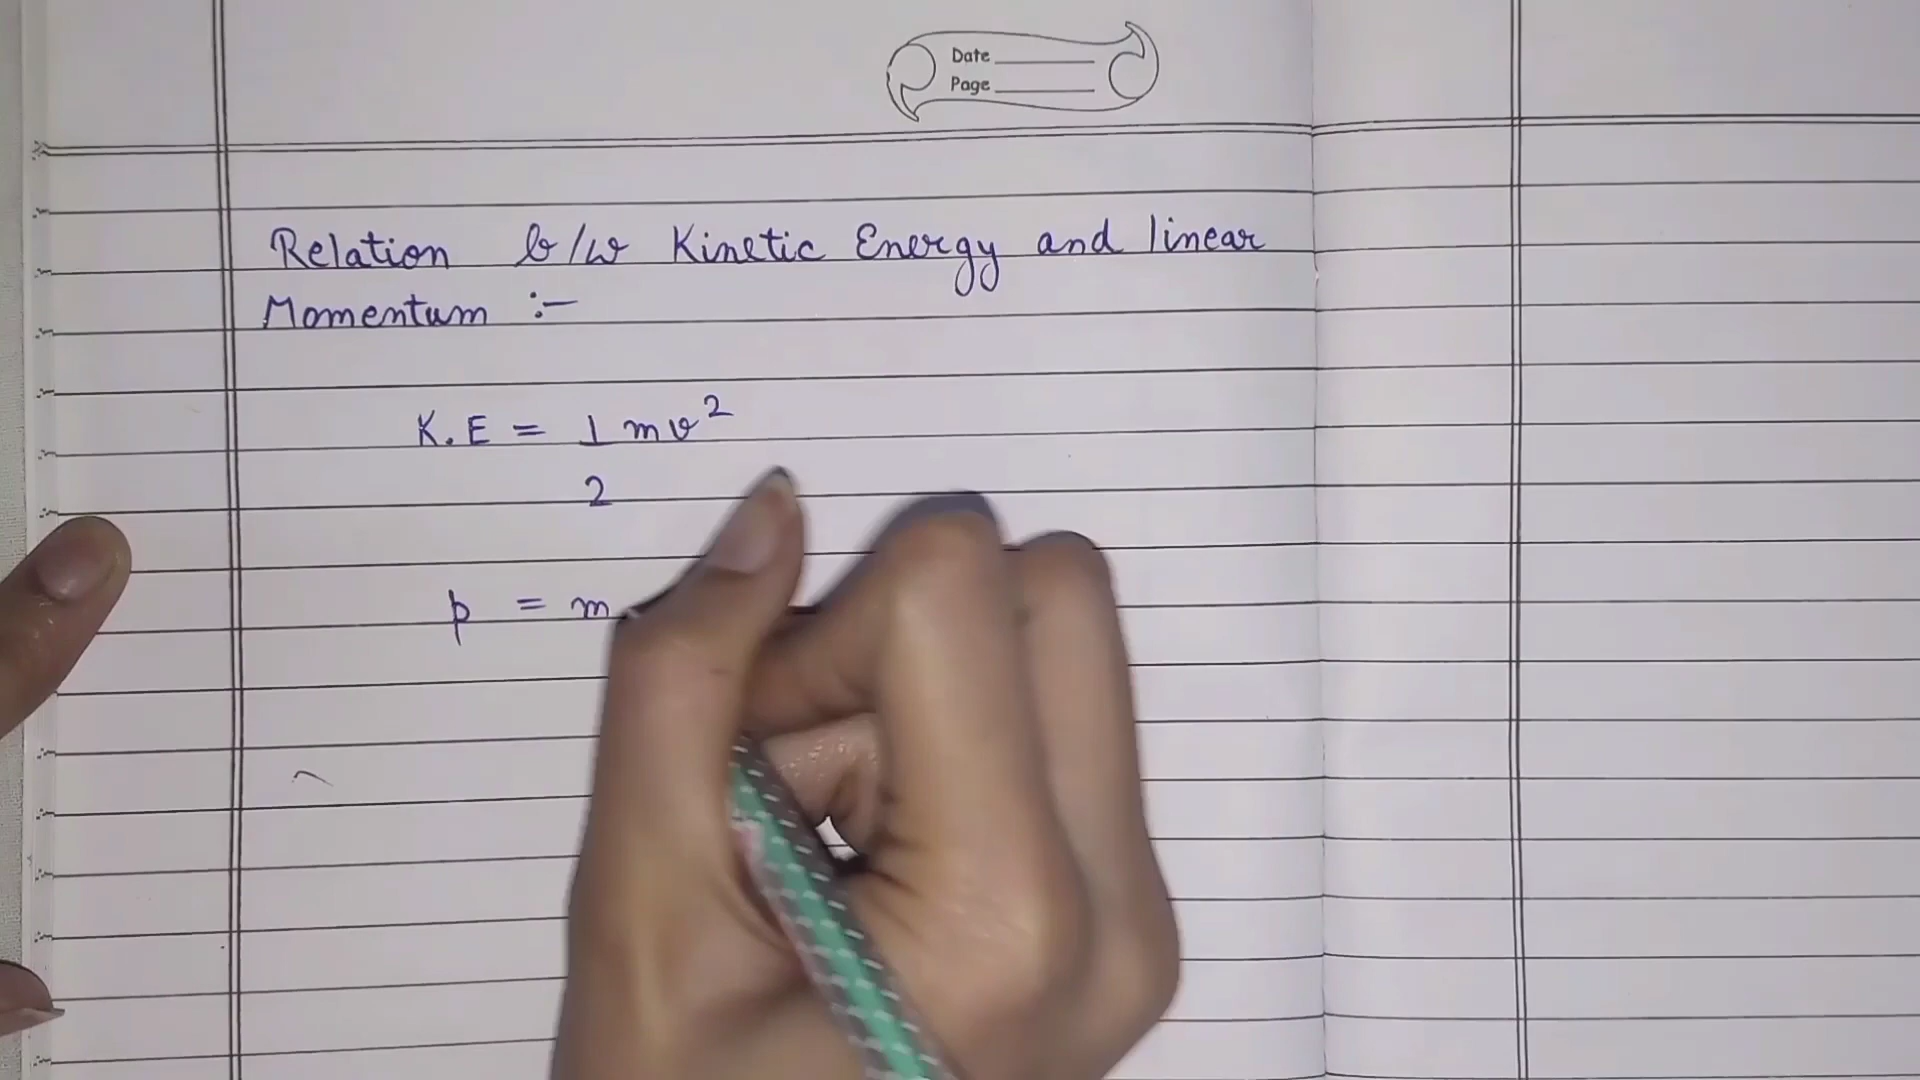 Date
Page
Relation b/w Kinetic Energy and linear
Momentum :-
K.E = 1 mv²
2
p = m